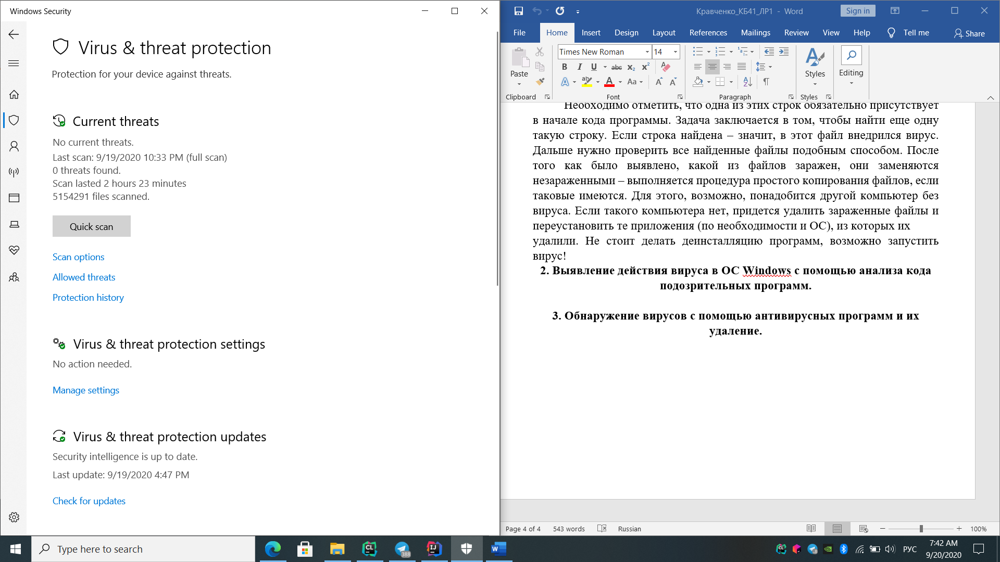 Windows Security
Virus & threat protection
Protection for your device against threats.
Current threats
No current threats.
Last scan: 9/19/2020 10:33 PM (full scan)
0 threats found.
Scan lasted 2 hours 23 minutes
5154291 files scanned.
Quick scan
Scan options
Allowed threats
Protection history
Virus & threat protection settings
No action needed.
Manage settings
Virus & threat protection updates
Security intelligence is up to date.
Last update: 9/19/2020 4:47 PM
Check for updates
Кравченко_КБ41_ЛР1 - Word
Sign in
File Home Insert Design Layout References Mailings Review View Help Tell me Share
Times New Roman 14
Paste
B I U abc X₂ X²
A ab A Aa A A
Styles
Editing
Clipboard Font Paragraph Styles
Необходимо отметить, что одна из этих строк обязательно присутствует
в начале кода программы. Задача заключается в том, чтобы найти еще одну
такую строку. Если строка найдена – значит, в этот файл внедрился вирус.
Дальше нужно проверить все найденные файлы подобным способом. После
того как было выявлено, какой из файлов заражен, они заменяются
незараженными – выполняется процедура простого копирования файлов, если
таковые имеются. Для этого, возможно, понадобится другой компьютер без
вируса. Если такого компьютера нет, придется удалить зараженные файлы и
переустановить те приложения (по необходимости и ОС), из которых их
удалили. Не стоит делать деинсталляцию программ, возможно запустить
вирус!
2. Выявление действия вируса в ОС Windows с помощью анализа кода
подозрительных программ.
3. Обнаружение вирусов с помощью антивирусных программ и их
удаление.
Page 4 of 4 543 words Russian 100%
Type here to search
CL
388
IJ
W
РУС
7:42 AM
9/20/2020